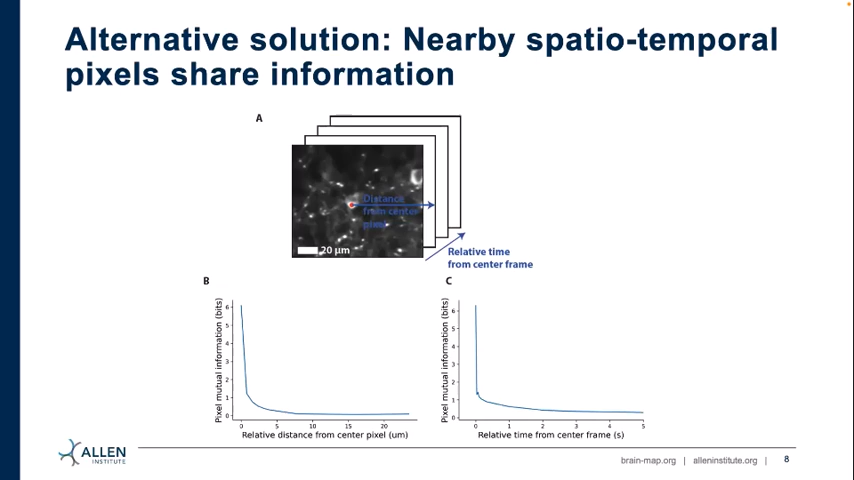 Alternative solution: Nearby spatio-temporal
pixels share information
A
Distance
from center
pixel
20 μm
Relative time
from center frame
B
Pixel mutual information (bits)
6
5
4
3
2
1
0
0 5 10 15 20
Relative distance from center pixel (um)
C
Pixel mutual information (bits)
6
5
4
3
2
1
0
0 1 2 3 4 5
Relative time from center frame (s)
ALLEN
INSTITUTE
brain-map.org | alleninstitute.org | 8